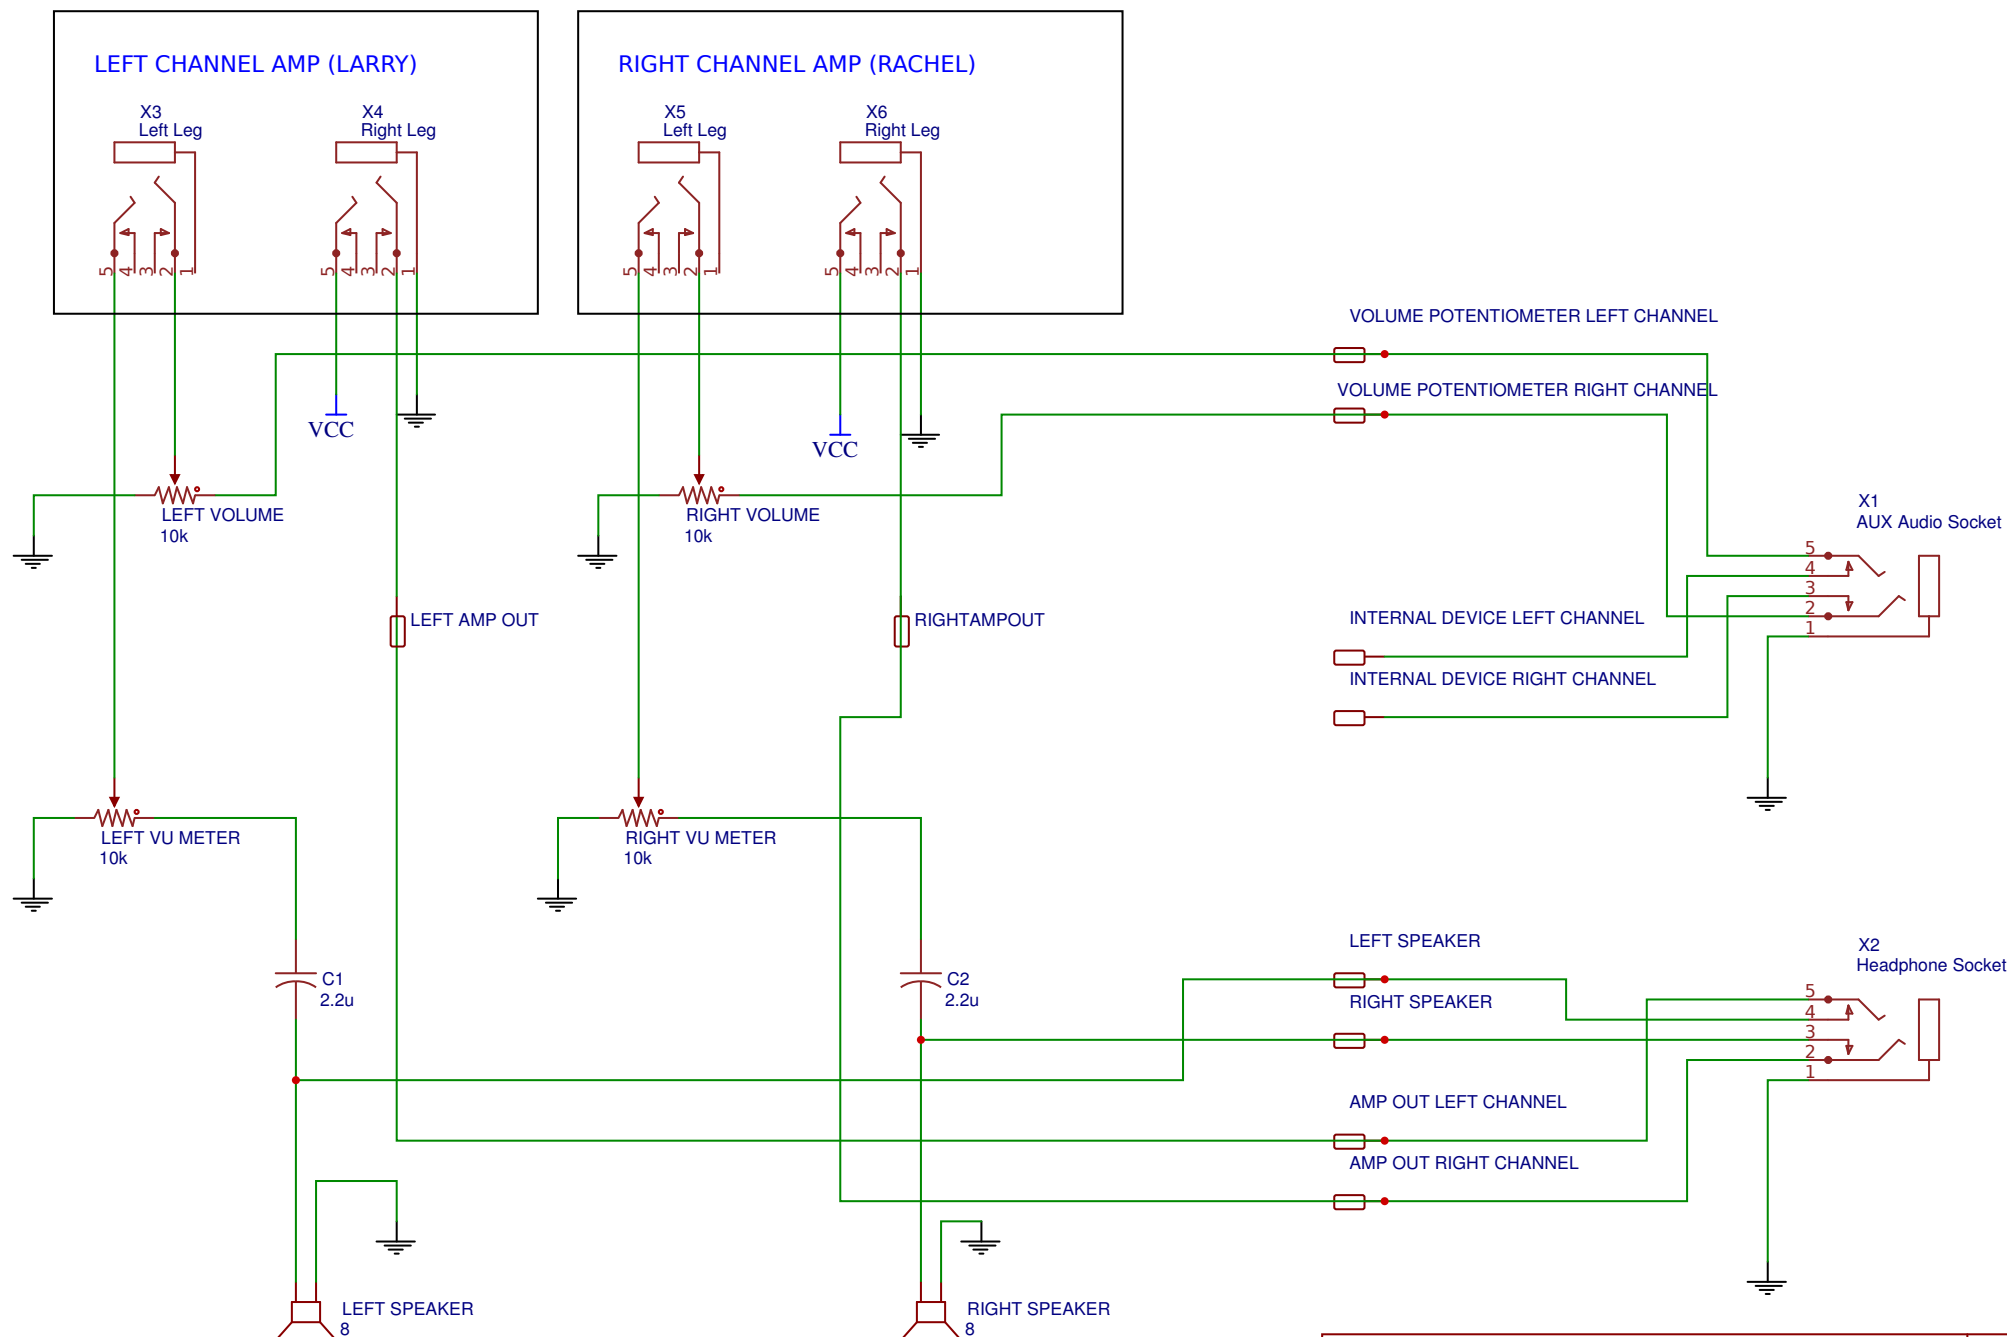 LEFT CHANNEL AMP (LARRY)
RIGHT CHANNEL AMP (RACHEL)
X3
Left Leg
X4
Right Leg
X5
Left Leg
X6
Right Leg
5 4 3 2 1
5 4 3 2 1
5 4 3 2 1
5 4 3 2 1
VOLUME POTENTIOMETER LEFT CHANNEL
VOLUME POTENTIOMETER RIGHT CHANNEL
VCC
VCC
LEFT VOLUME
10k
RIGHT VOLUME
10k
X1
AUX Audio Socket
5
4
3
2
1
LEFT AMP OUT
RIGHTAMPOUT
INTERNAL DEVICE LEFT CHANNEL
INTERNAL DEVICE RIGHT CHANNEL
LEFT VU METER
10k
RIGHT VU METER
10k
LEFT SPEAKER
X2
Headphone Socket
C1
2.2u
C2
2.2u
RIGHT SPEAKER
5
4
3
2
1
AMP OUT LEFT CHANNEL
AMP OUT RIGHT CHANNEL
LEFT SPEAKER
8
RIGHT SPEAKER
8